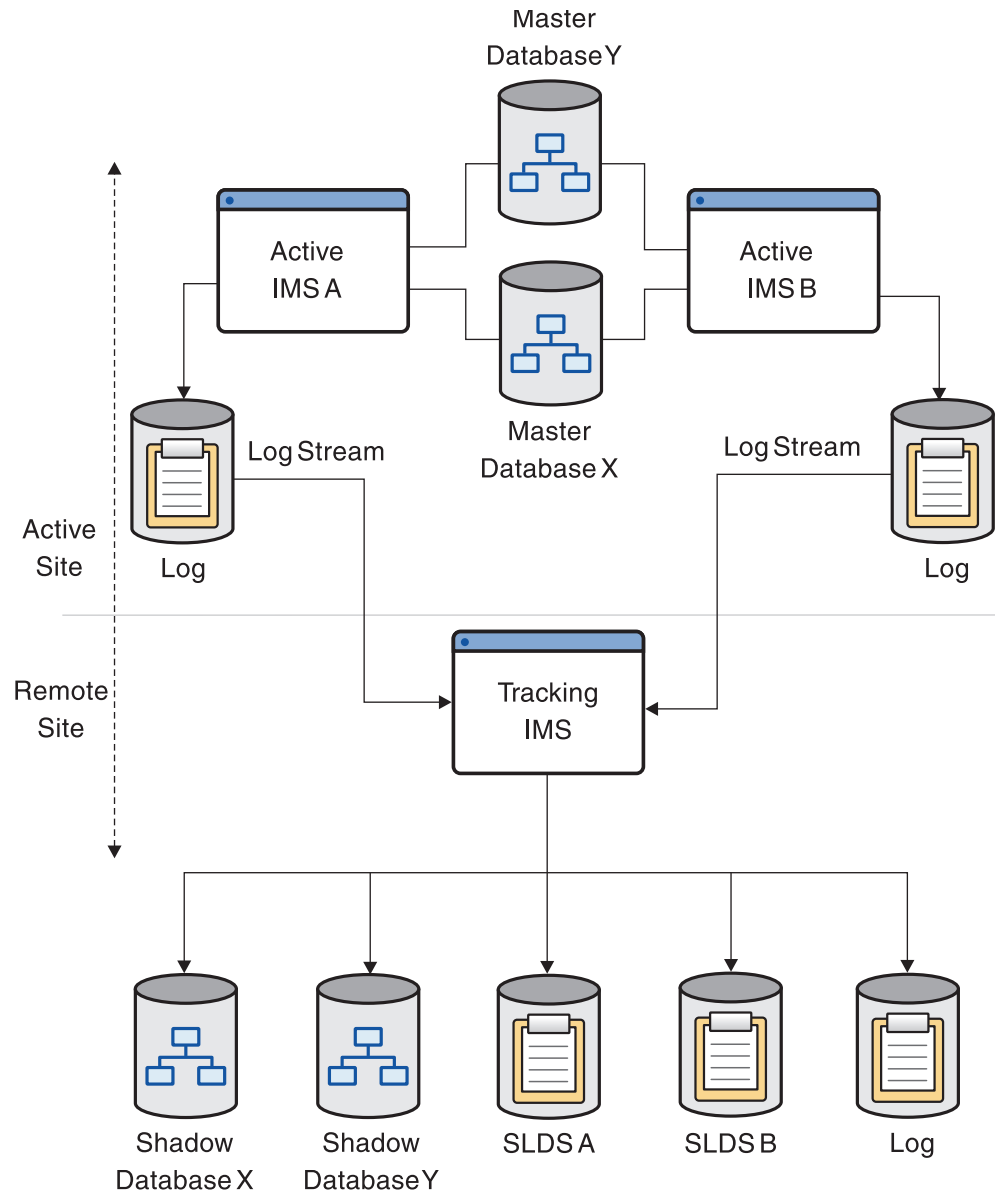 Master
Database Y
Active
IMS A
Active
IMS B
Master
Database X
Log Stream
Log Stream
Active
Site
Log
Log
Remote
Site
Tracking
IMS
Shadow
Database X
Shadow
Database Y
SLDS A
SLDS B
Log